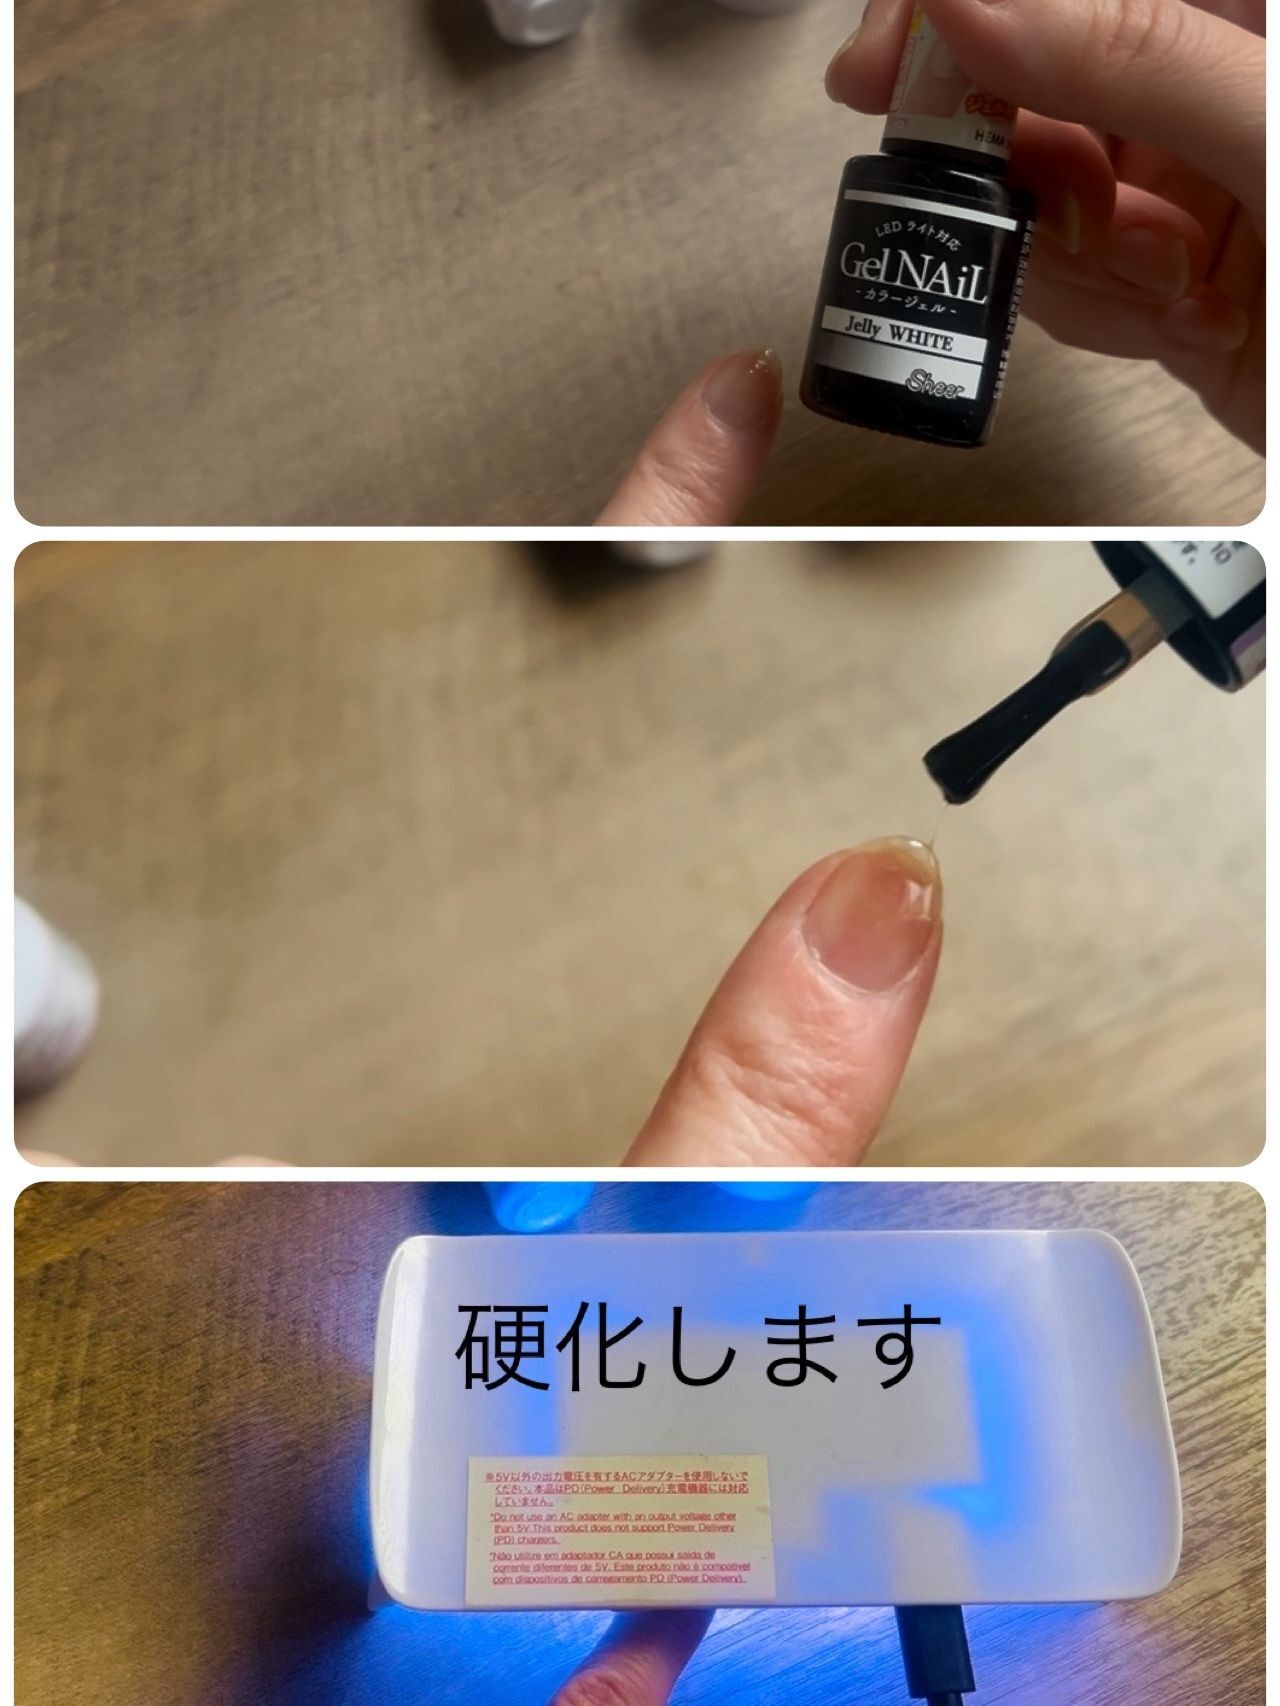 ジェル
HEMA
LED ライト対応
Gel NAiL
-カラージェル-
Jelly WHITE
Sheer
10
硬化します
※5V以外の出力電圧を有するACアダプターを使用しないで
ください。本品はPD(Power Delivery)充電機器には対応
していません。
*Do not use an AC adapter with an output voltage other
than 5V.This product does not support Power Delivery
(PD) chargers.
*Não utilize em adaptador CA que possui saída de
corrente diferentes de 5V. Este produto não é compatível
com dispositivos de carregamento PD (Power Delivery).